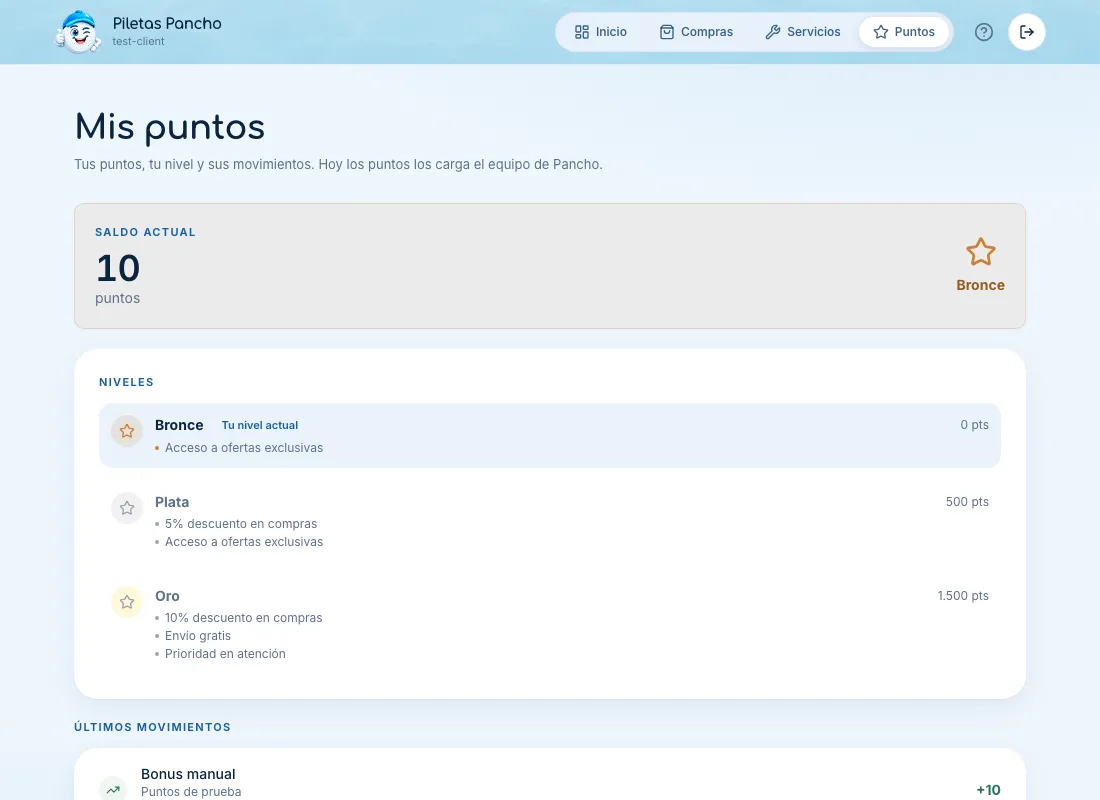 Piletas Pancho
test-client
Inicio
Compras
Servicios
Puntos
Mis puntos
Tus puntos, tu nivel y sus movimientos. Hoy los puntos los carga el equipo de Pancho.
SALDO ACTUAL
10
puntos
Bronce
NIVELES
Bronce Tu nivel actual 0 pts
• Acceso a ofertas exclusivas
Plata 500 pts
• 5% descuento en compras
• Acceso a ofertas exclusivas
Oro 1.500 pts
• 10% descuento en compras
• Envío gratis
• Prioridad en atención
ÚLTIMOS MOVIMIENTOS
Bonus manual
Puntos de prueba
+10